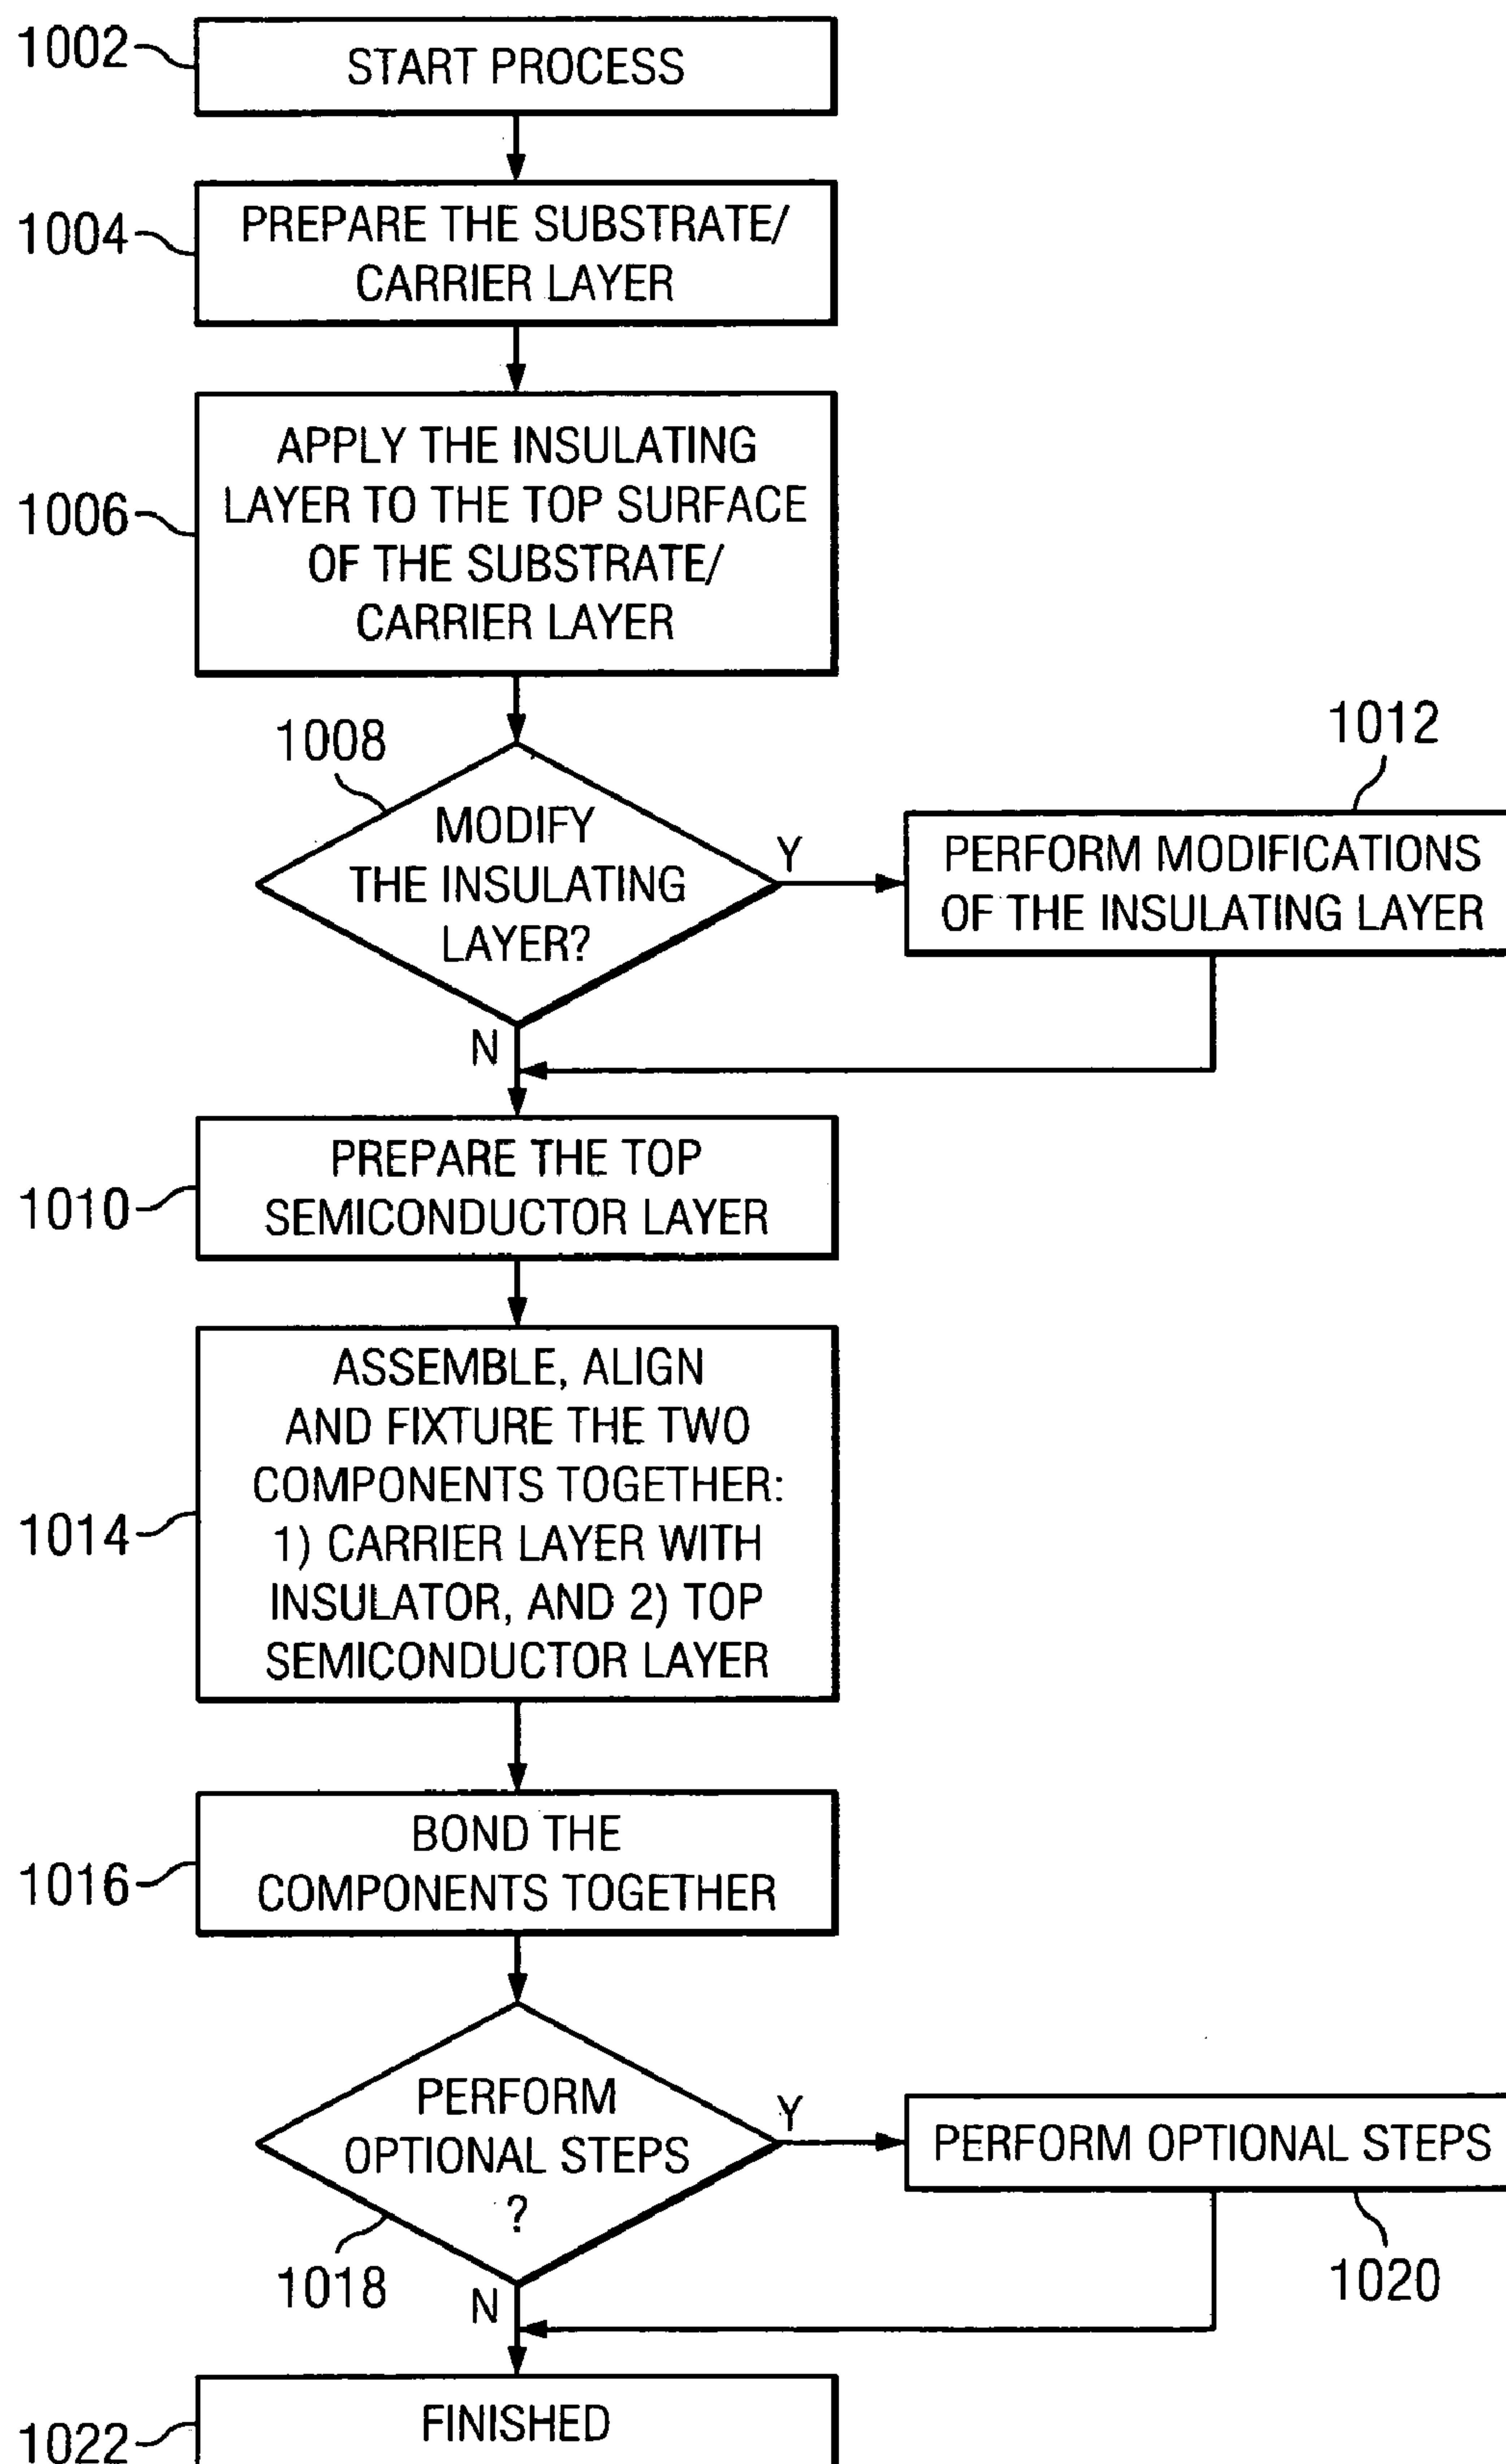 1002
START PROCESS
1004
PREPARE THE SUBSTRATE/
CARRIER LAYER
1006
APPLY THE INSULATING
LAYER TO THE TOP SURFACE
OF THE SUBSTRATE/
CARRIER LAYER
1008
MODIFY
THE INSULATING
LAYER?
Y
N
1012
PERFORM MODIFICATIONS
OF THE INSULATING LAYER
1010
PREPARE THE TOP
SEMICONDUCTOR LAYER
1014
ASSEMBLE, ALIGN
AND FIXTURE THE TWO
COMPONENTS TOGETHER:
1) CARRIER LAYER WITH
INSULATOR, AND 2) TOP
SEMICONDUCTOR LAYER
1016
BOND THE
COMPONENTS TOGETHER
PERFORM
OPTIONAL STEPS
?
1018
Y
N
PERFORM OPTIONAL STEPS
1020
1022
FINISHED